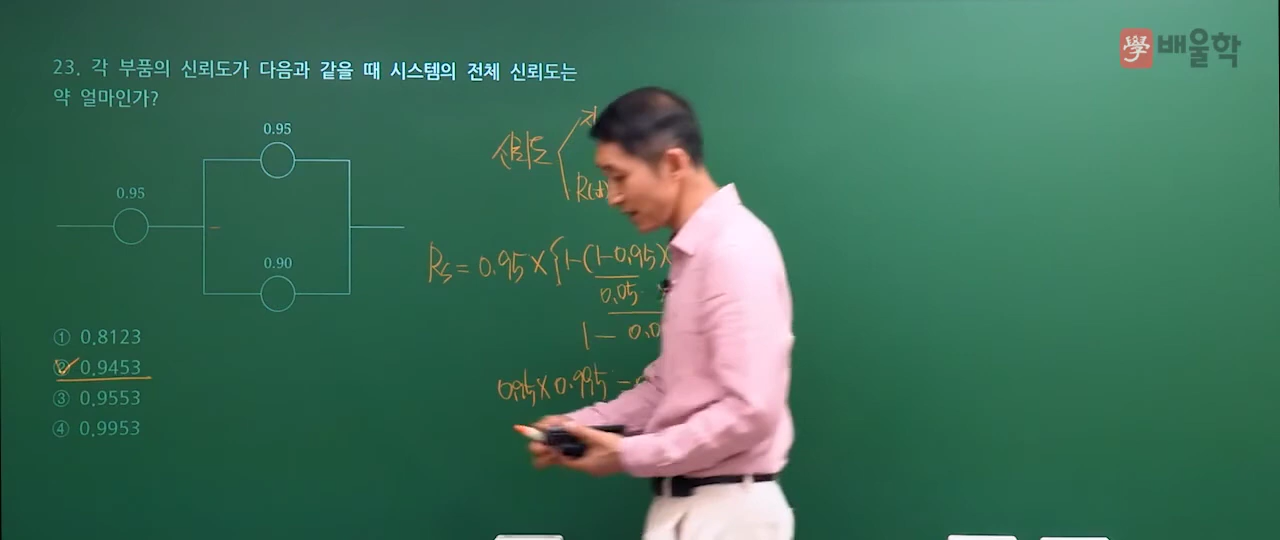 學 배울학
23. 각 부품의 신뢰도가 다음과 같을 때 시스템의 전체 신뢰도는
약 얼마인가?
0.95
0.95
0.90
① 0.8123
② 0.9453
③ 0.9553
④ 0.9953
신뢰도
Rs = 0.95 × {1-(1-0.95)(
0.05
1 - 0.0
0.95 × 0.995 =